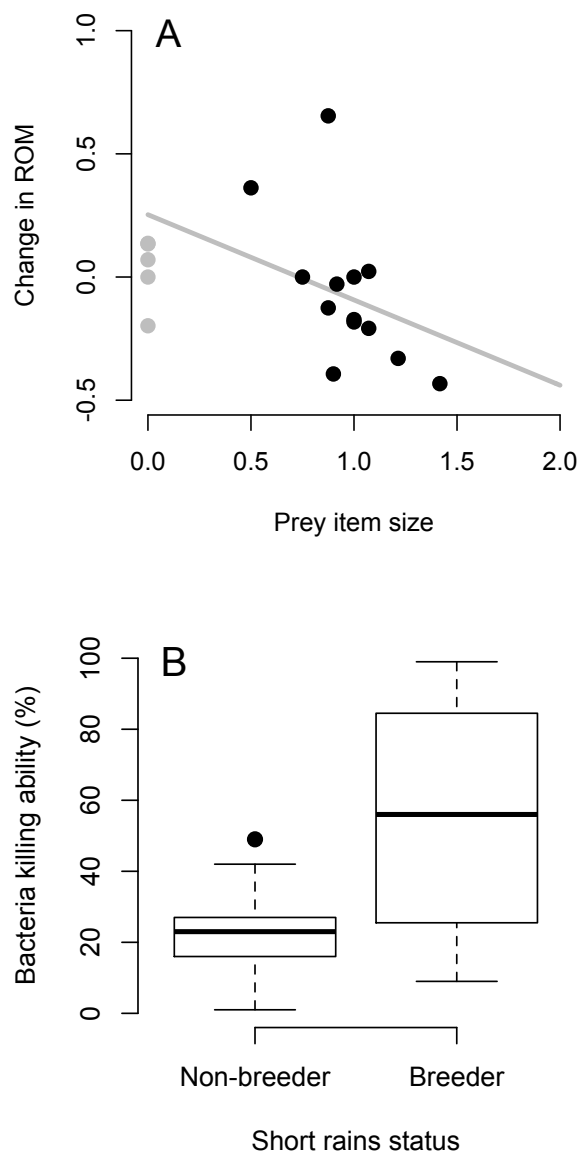 A
1.0
0.5
0.0
-0.5
Change in ROM
0.0 0.5 1.0 1.5 2.0
Prey item size
B
100
80
60
40
20
0
Bacteria killing ability (%)
Non-breeder Breeder
Short rains status